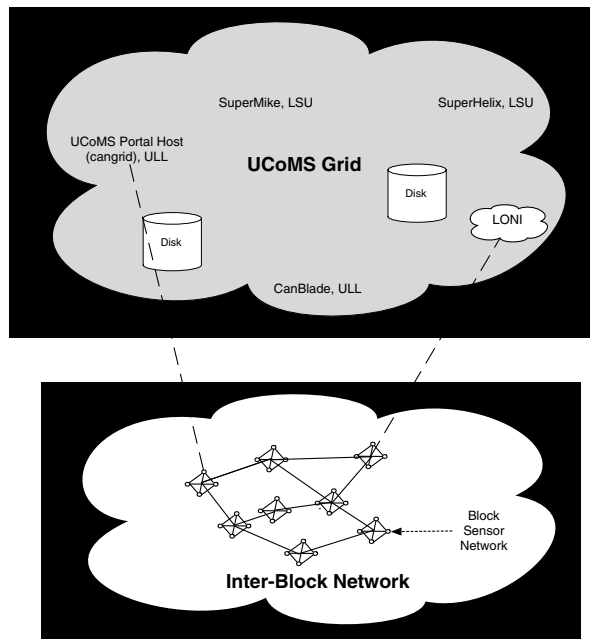 SuperMike, LSU
SuperHelix, LSU
UCoMS Portal Host
(cangrid), ULL
UCoMS Grid
Disk
LONI
Disk
CanBlade, ULL
Block
Sensor
Network
Inter-Block Network